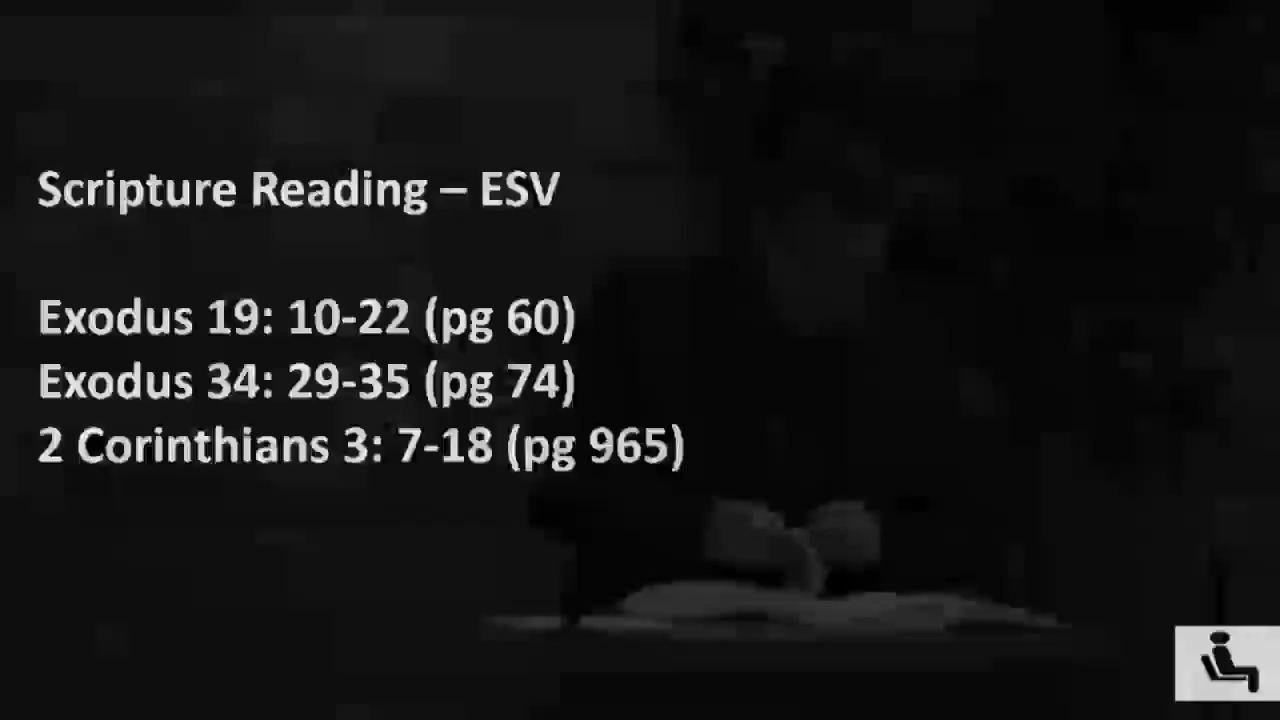 Scripture Reading – ESV
Exodus 19: 10-22 (pg 60)
Exodus 34: 29-35 (pg 74)
2 Corinthians 3: 7-18 (pg 965)